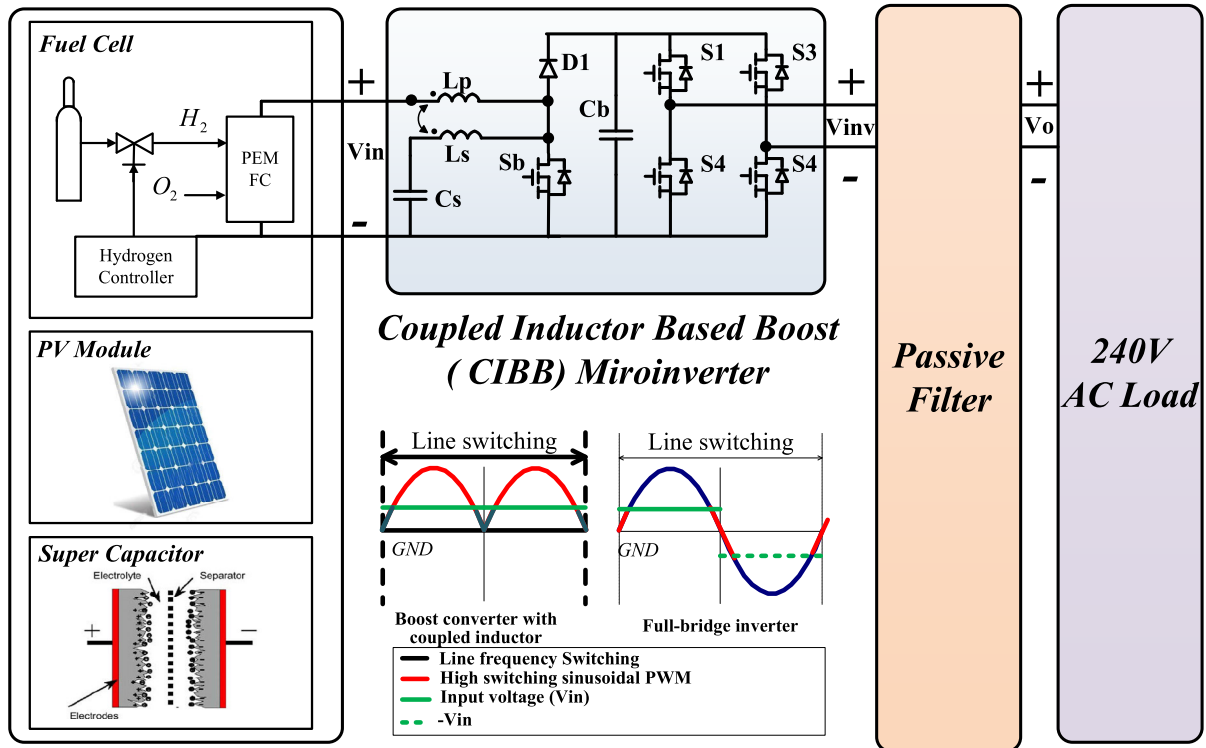 Fuel Cell
H2
O2
PEM
FC
Hydrogen
Controller
PV Module
Super Capacitor
Electrolyte
Separator
+
−
Electrodes
+
Vin
-
Lp
Ls
Cs
Sb
D1
Cb
S1
S3
S4
S4
+
Vinv
-
+
Vo
-
Coupled Inductor Based Boost
( CIBB) Miroinverter
Passive
Filter
240V
AC Load
Line switching
GND
Boost converter with
coupled inductor
Line switching
GND
Full-bridge inverter
Line frequency Switching
High switching sinusoidal PWM
Input voltage (Vin)
-Vin